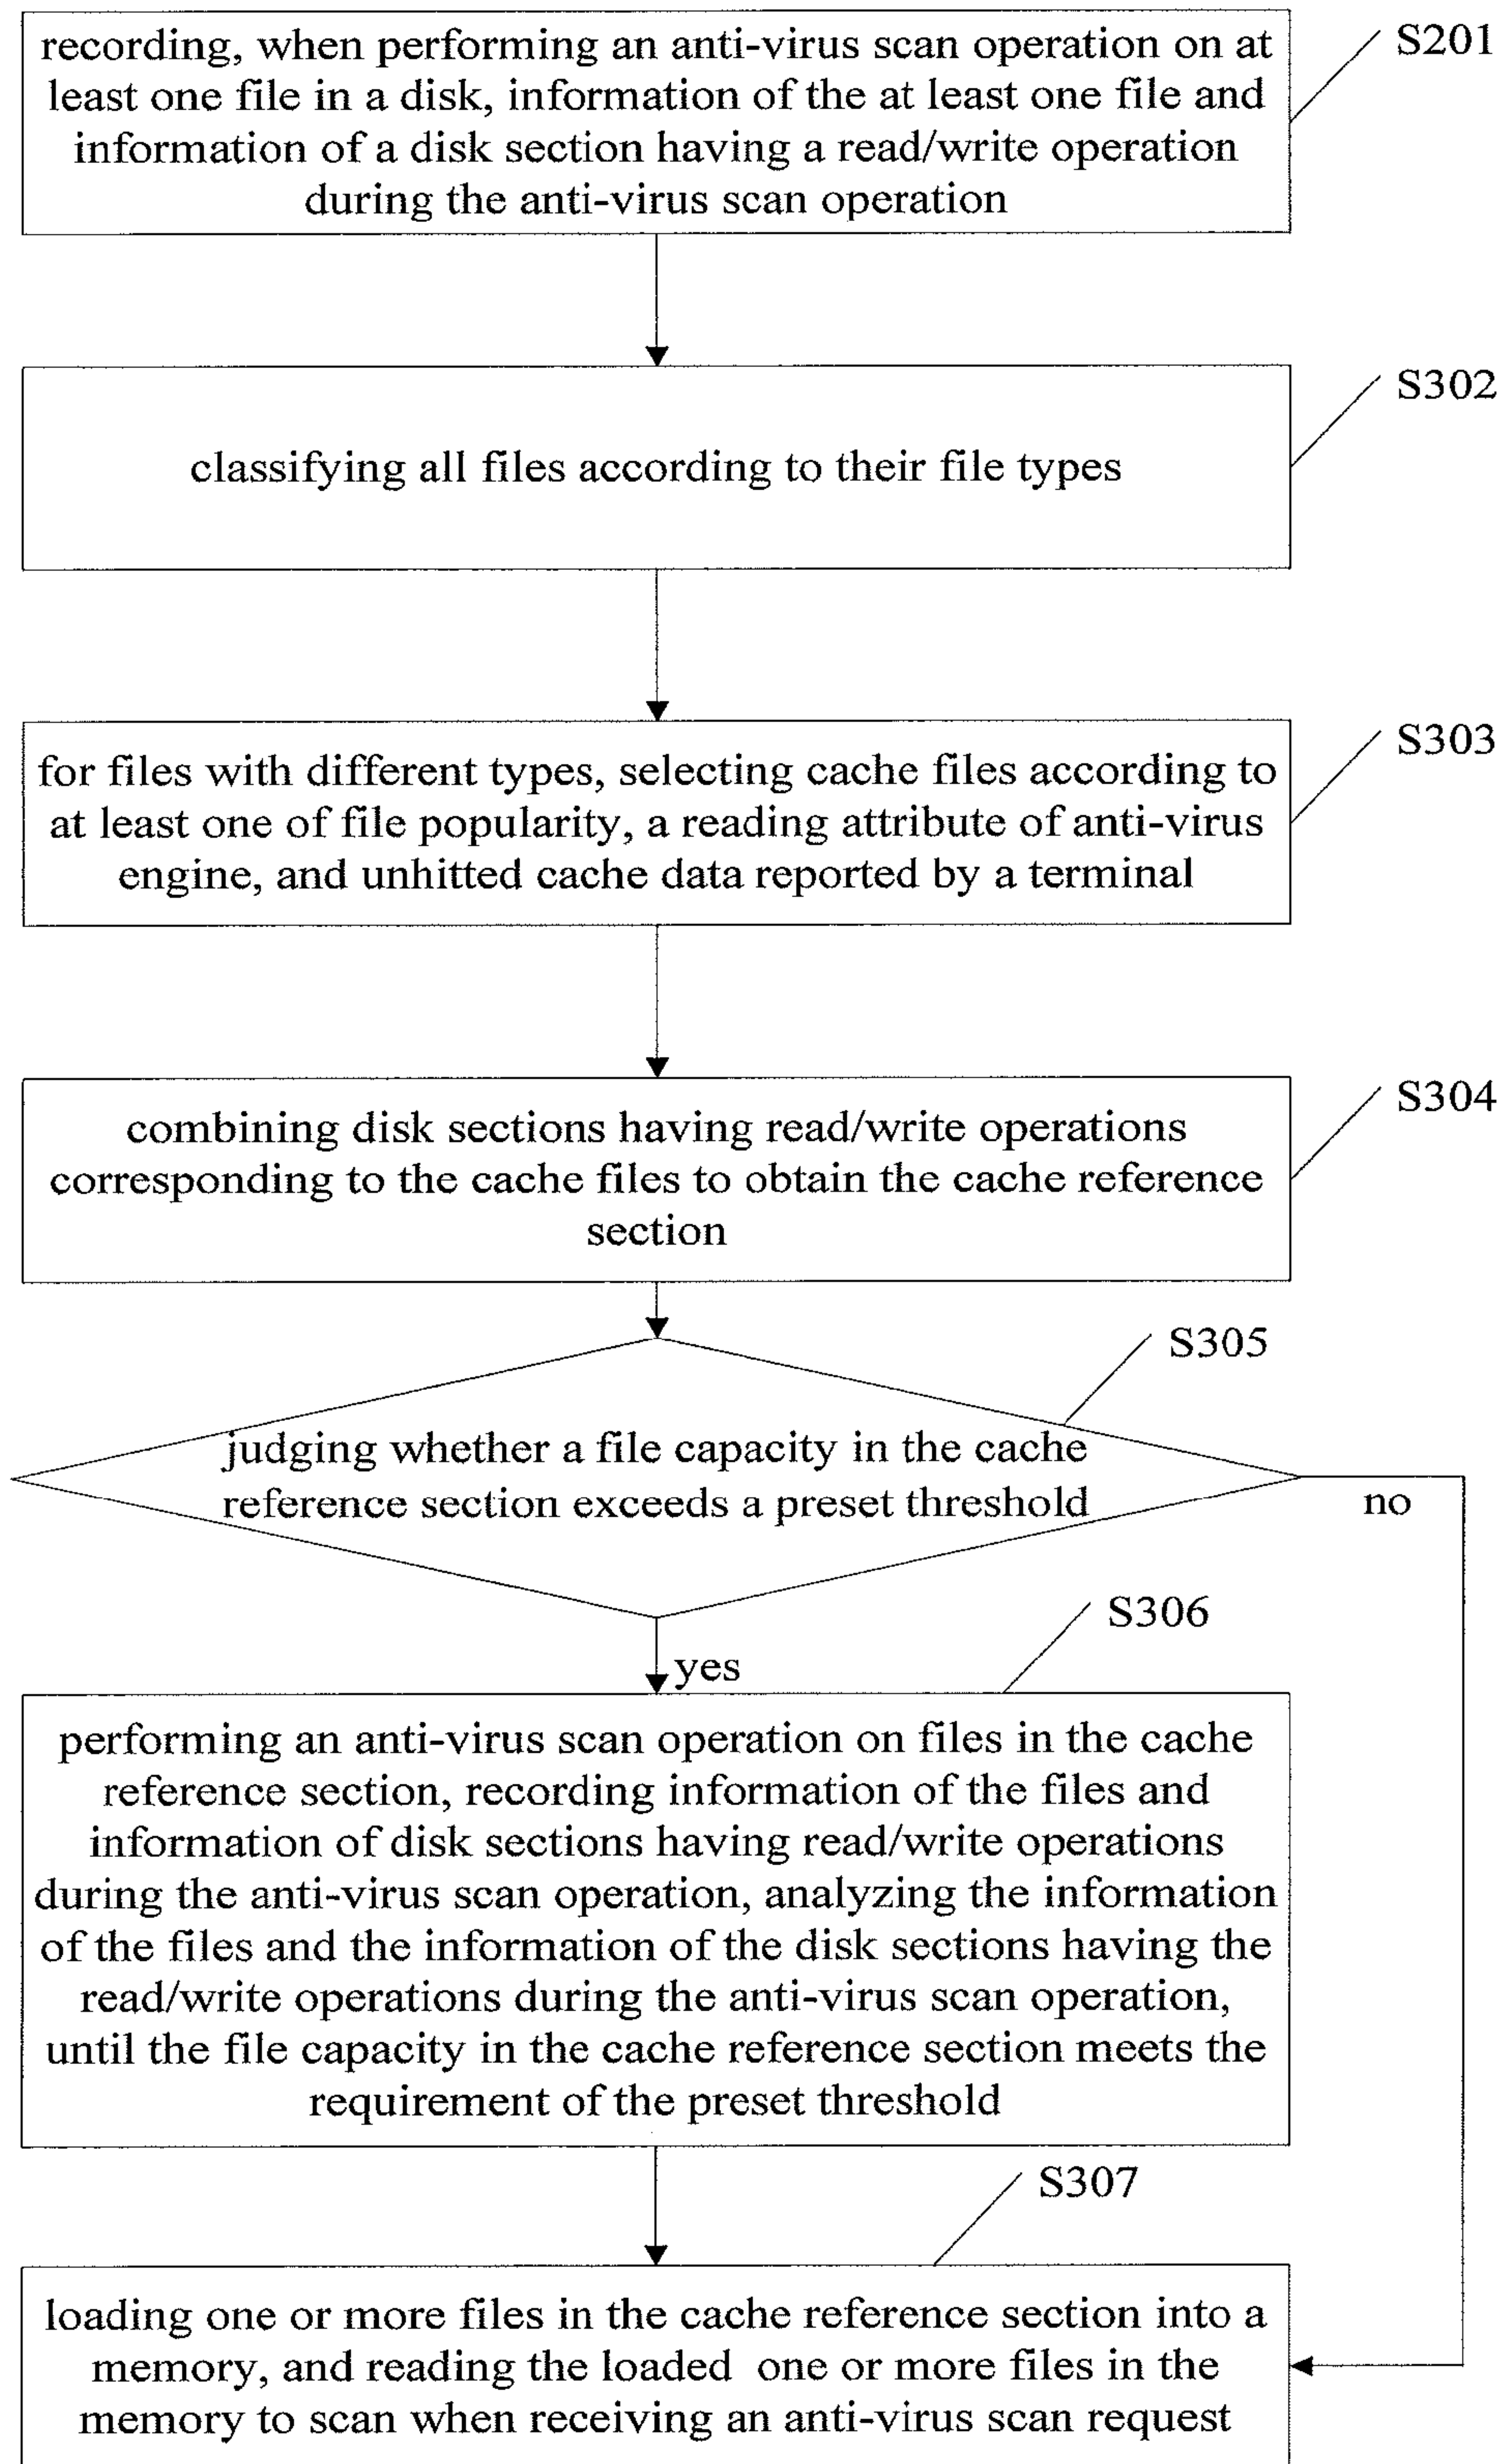 recording, when performing an anti-virus scan operation on at
least one file in a disk, information of the at least one file and
information of a disk section having a read/write operation
during the anti-virus scan operation
S201
classifying all files according to their file types
S302
for files with different types, selecting cache files according to
at least one of file popularity, a reading attribute of anti-virus
engine, and unhitted cache data reported by a terminal
S303
combining disk sections having read/write operations
corresponding to the cache files to obtain the cache reference
section
S304
judging whether a file capacity in the cache
reference section exceeds a preset threshold
S305
no
yes
S306
performing an anti-virus scan operation on files in the cache
reference section, recording information of the files and
information of disk sections having read/write operations
during the anti-virus scan operation, analyzing the information
of the files and the information of the disk sections having the
read/write operations during the anti-virus scan operation,
until the file capacity in the cache reference section meets the
requirement of the preset threshold
S307
loading one or more files in the cache reference section into a
memory, and reading the loaded one or more files in the
memory to scan when receiving an anti-virus scan request